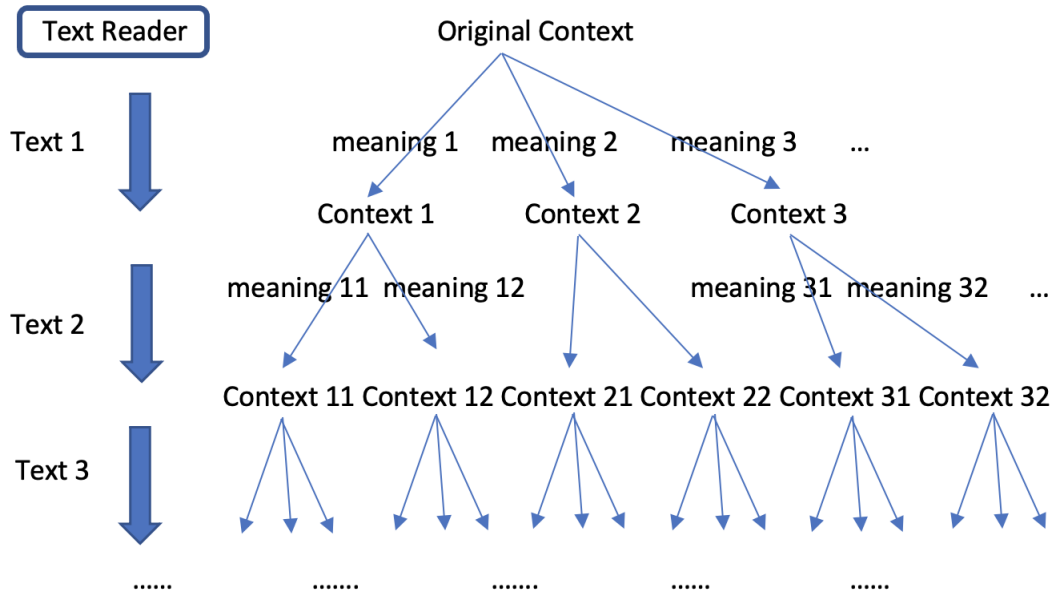 Text Reader
Original Context
Text 1
meaning 1 meaning 2 meaning 3 ...
Context 1 Context 2 Context 3
meaning 11 meaning 12 meaning 31 meaning 32 ...
Text 2
Context 11 Context 12 Context 21 Context 22 Context 31 Context 32
Text 3
...... ....... ....... ...... ......